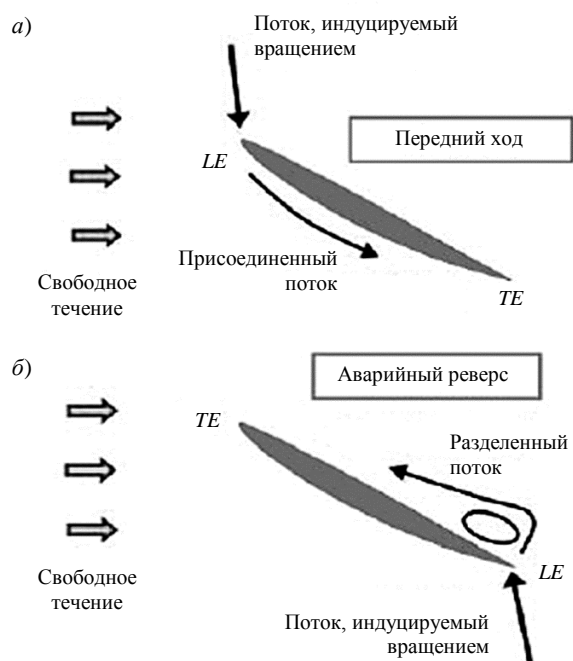 а)
Поток, индуцируемый
вращением
Передний ход
LE
Присоединенный
поток
Свободное
течение
TE
б)
Аварийный реверс
TE
Разделенный
поток
Свободное
течение
LE
Поток, индуцируемый
вращением